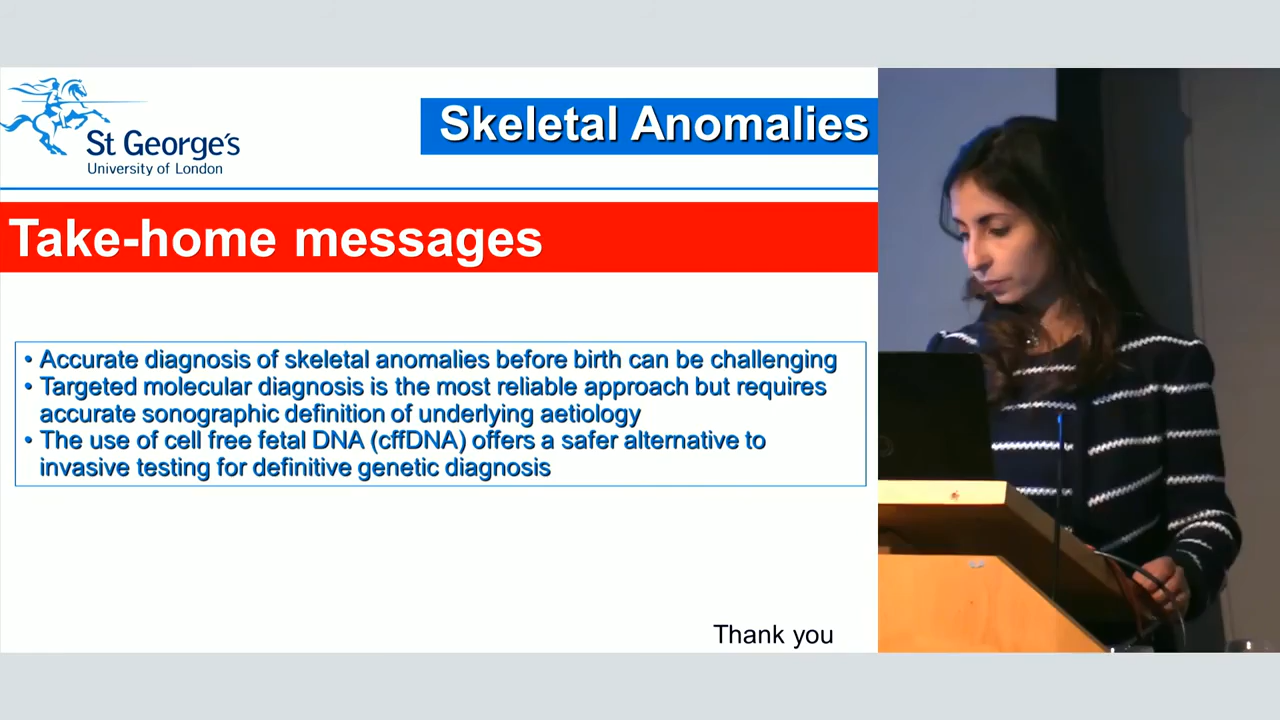 St George's
University of London
Skeletal Anomalies
Take-home messages
• Accurate diagnosis of skeletal anomalies before birth can be challenging
• Targeted molecular diagnosis is the most reliable approach but requires
accurate sonographic definition of underlying aetiology
• The use of cell free fetal DNA (cffDNA) offers a safer alternative to
invasive testing for definitive genetic diagnosis
Thank you